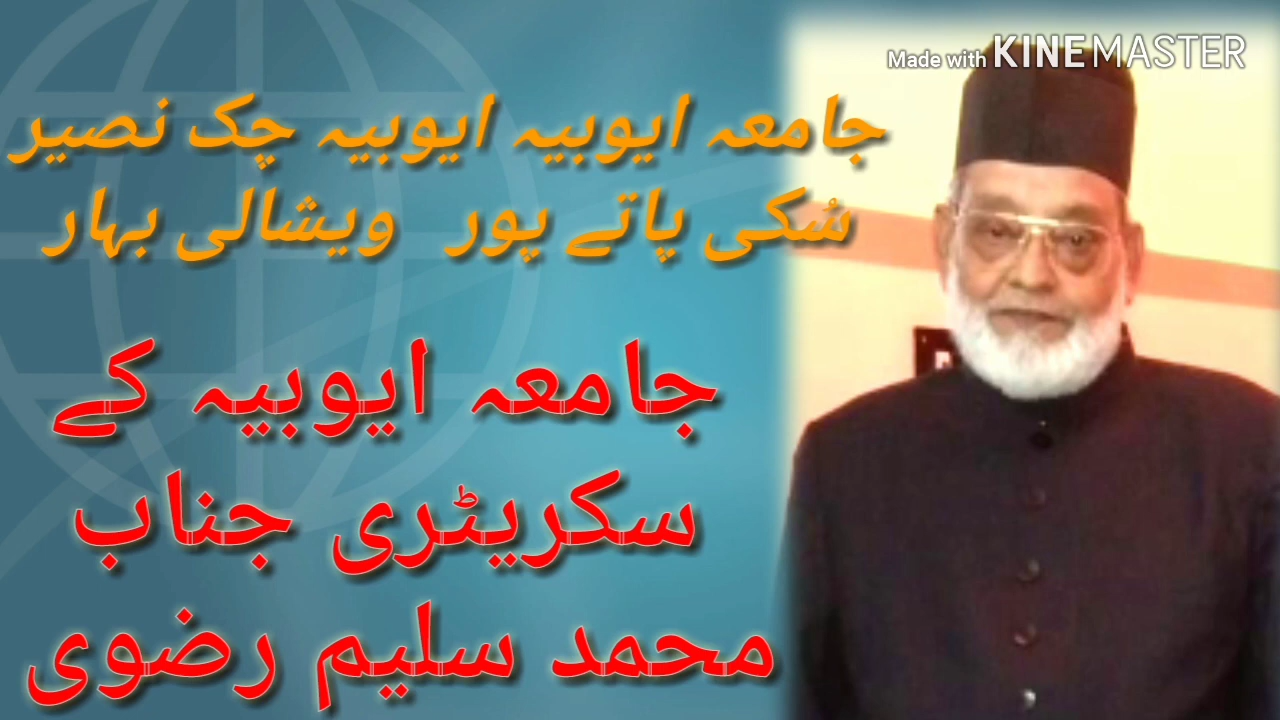 Made with KINEMASTER
جامعہ ایوبیہ ایوبیہ چک نصیر
سُکی پاتے پور ویشالی بہار
جامعہ ایوبیہ کے
سکریٹری جناب
محمد سلیم رضوی